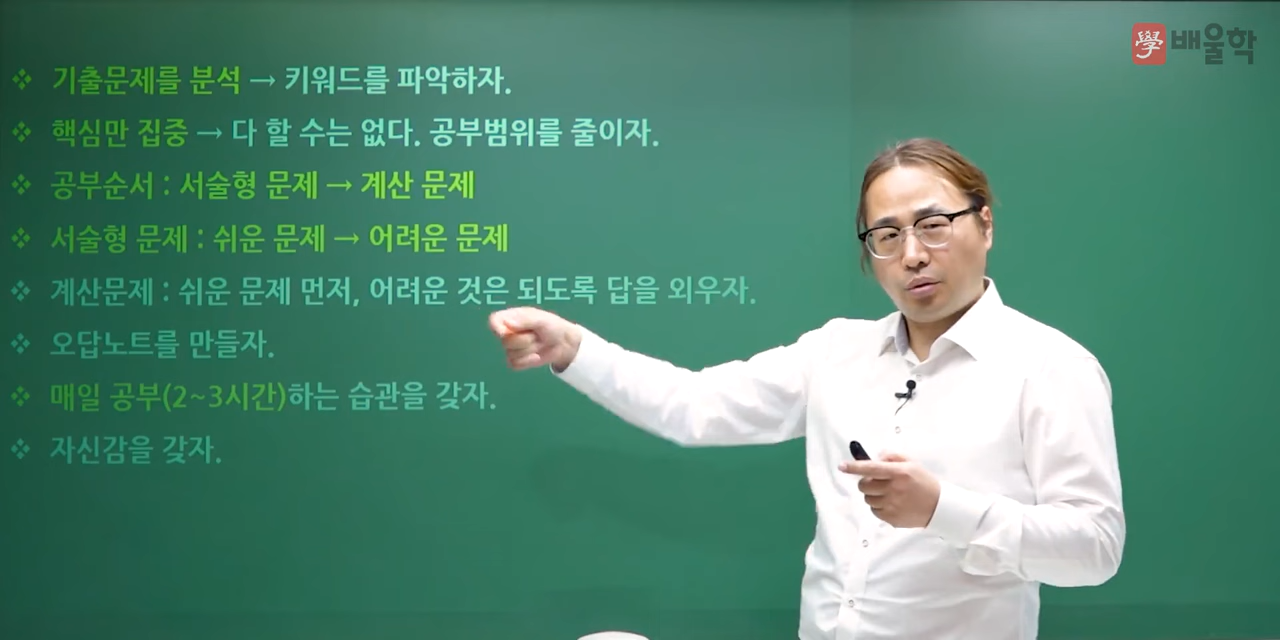 學 배울학
❖ 기출문제를 분석 → 키워드를 파악하자.
❖ 핵심만 집중 → 다 할 수는 없다. 공부범위를 줄이자.
❖ 공부순서 : 서술형 문제 → 계산 문제
❖ 서술형 문제 : 쉬운 문제 → 어려운 문제
❖ 계산문제 : 쉬운 문제 먼저, 어려운 것은 되도록 답을 외우자.
❖ 오답노트를 만들자.
❖ 매일 공부(2~3시간)하는 습관을 갖자.
❖ 자신감을 갖자.